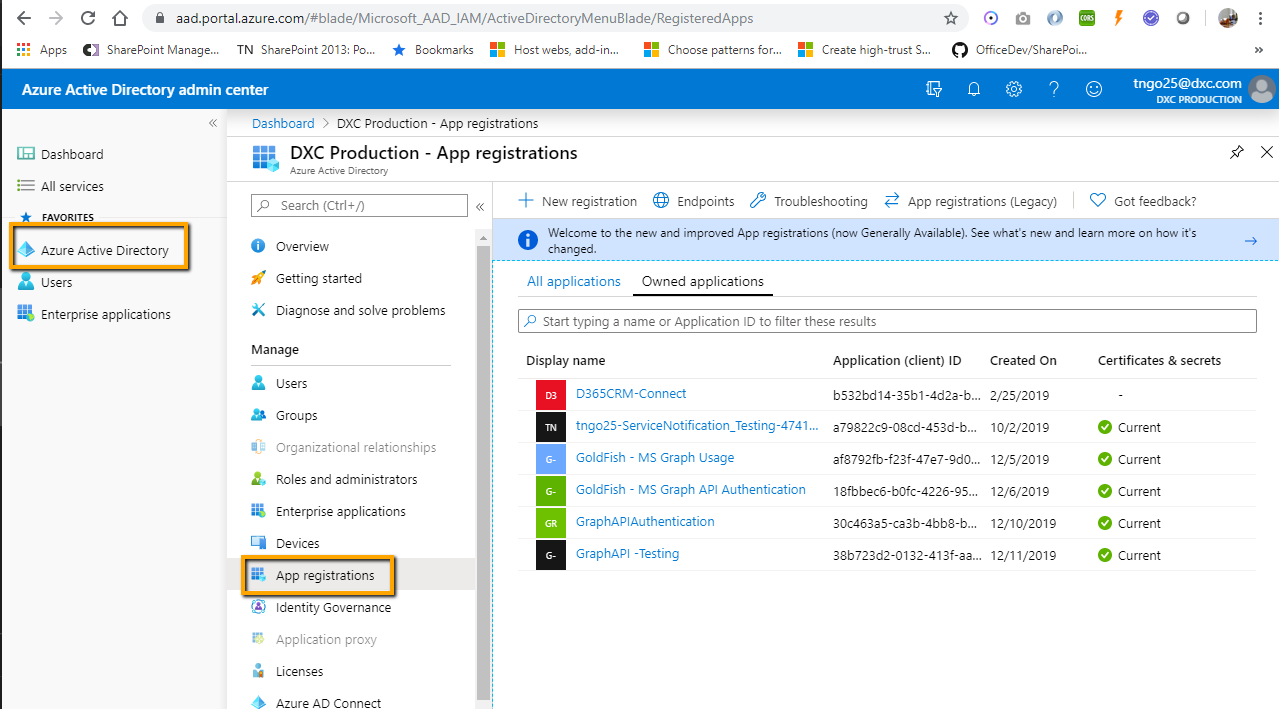 aad.portal.azure.com/#blade/Microsoft_AAD_IAM/ActiveDirectoryMenuBlade/RegisteredApps
CORS
Apps
SharePoint Manage...
TN SharePoint 2013: Po...
Bookmarks
Host webs, add-in...
Choose patterns for...
Create high-trust S...
OfficeDev/SharePoi...
»
Azure Active Directory admin center
tngo25@dxc.com
DXC PRODUCTION
«
Dashboard
All services
FAVORITES
Azure Active Directory
Users
Enterprise applications
Dashboard > DXC Production - App registrations
DXC Production - App registrations
Azure Active Directory
Search (Ctrl+/)
«
Overview
Getting started
Diagnose and solve problems
Manage
Users
Groups
Organizational relationships
Roles and administrators
Enterprise applications
Devices
App registrations
Identity Governance
Application proxy
Licenses
Azure AD Connect
New registration
Endpoints
Troubleshooting
App registrations (Legacy)
Got feedback?
Welcome to the new and improved App registrations (now Generally Available). See what's new and learn more on how it's
changed.
All applications
Owned applications
Start typing a name or Application ID to filter these results
Display name Application (client) ID Created On Certificates & secrets
D3 D365CRM-Connect b532bd14-35b1-4d2a-b... 2/25/2019 -
TN tngo25-ServiceNotification_Testing-4741... a79822c9-08cd-453d-b... 10/2/2019 Current
G- GoldFish - MS Graph Usage af8792fb-f23f-47e7-9d0... 12/5/2019 Current
G- GoldFish - MS Graph API Authentication 18fbbec6-b0fc-4226-95... 12/6/2019 Current
GR GraphAPIAuthentication 30c463a5-ca3b-4bb8-b... 12/10/2019 Current
G- GraphAPI -Testing 38b723d2-0132-413f-aa... 12/11/2019 Current